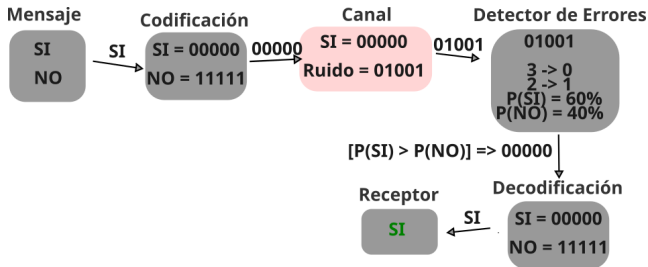 Mensaje
SI
NO
SI
Codificación
SI = 00000
NO = 11111
00000
Canal
SI = 00000
Ruido = 01001
01001
Detector de Errores
01001
3 -> 0
2 -> 1
P(SI) = 60%
P(NO) = 40%
[P(SI) > P(NO)] => 00000
Decodificación
SI = 00000
NO = 11111
SI
Receptor
SI